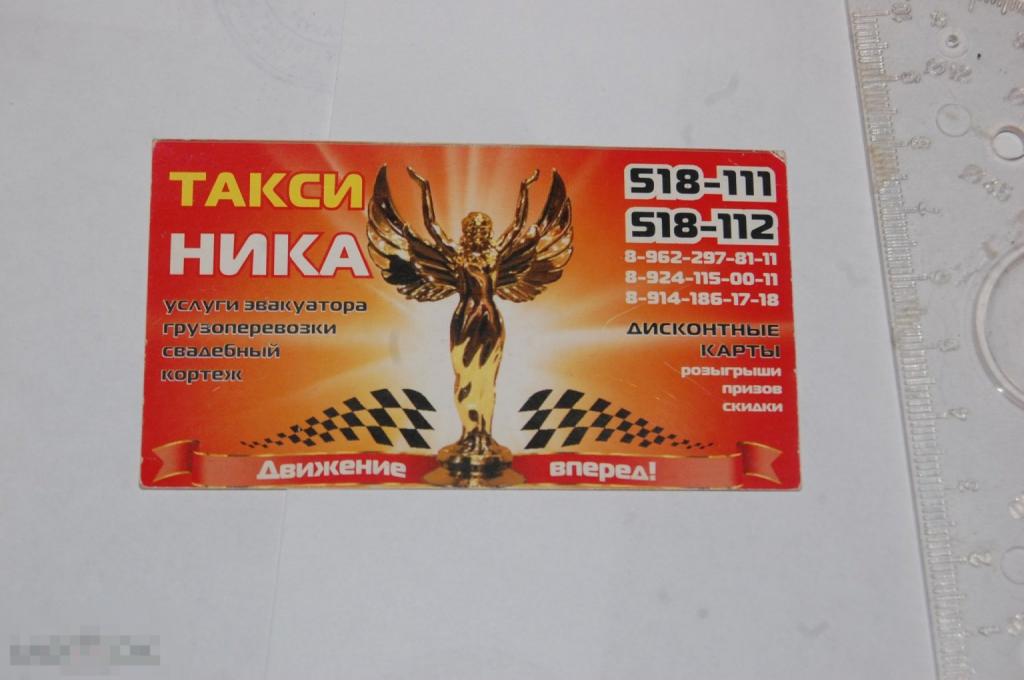 ТАКСИ
НИКА
услуги эвакуатора
грузоперевозки
свадебный
кортеж
518-111
518-112
8-962-297-81-11
8-924-115-00-11
8-914-186-17-18
ДИСКОНТНЫЕ
КАРТЫ
розыгрыши
призов
скидки
Движение вперед!